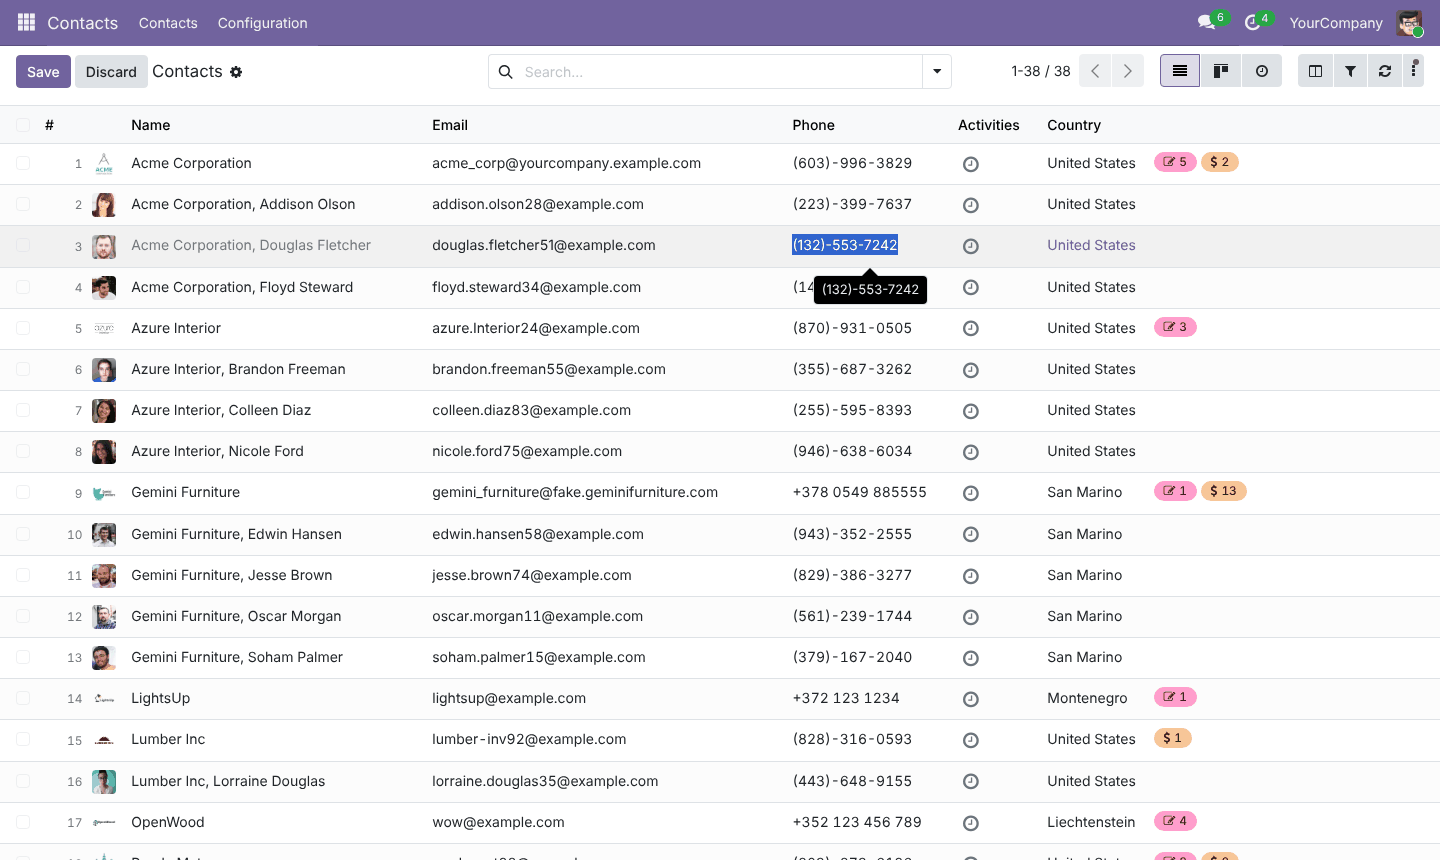 Contacts Contacts Configuration 6 4 YourCompany
Save Discard Contacts Search... 1-38 / 38
# Name Email Phone Activities Country
1 ACME Acme Corporation acme_corp@yourcompany.example.com (603)-996-3829 United States 5 $ 2
2 Acme Corporation, Addison Olson addison.olson28@example.com (223)-399-7637 United States
3 Acme Corporation, Douglas Fletcher douglas.fletcher51@example.com (132)-553-7242 United States
4 Acme Corporation, Floyd Steward floyd.steward34@example.com (14 United States
(132)-553-7242
5 Azure Interior azure.Interior24@example.com (870)-931-0505 United States 3
6 Azure Interior, Brandon Freeman brandon.freeman55@example.com (355)-687-3262 United States
7 Azure Interior, Colleen Diaz colleen.diaz83@example.com (255)-595-8393 United States
8 Azure Interior, Nicole Ford nicole.ford75@example.com (946)-638-6034 United States
9 Gemini Furniture gemini_furniture@fake.geminifurniture.com +378 0549 885555 San Marino 1 $ 13
10 Gemini Furniture, Edwin Hansen edwin.hansen58@example.com (943)-352-2555 San Marino
11 Gemini Furniture, Jesse Brown jesse.brown74@example.com (829)-386-3277 San Marino
12 Gemini Furniture, Oscar Morgan oscar.morgan11@example.com (561)-239-1744 San Marino
13 Gemini Furniture, Soham Palmer soham.palmer15@example.com (379)-167-2040 San Marino
14 LightsUp lightsup@example.com +372 123 1234 Montenegro 1
15 Lumber Inc lumber-inv92@example.com (828)-316-0593 United States $ 1
16 Lumber Inc, Lorraine Douglas lorraine.douglas35@example.com (443)-648-9155 United States
17 OpenWood wow@example.com +352 123 456 789 Liechtenstein 4